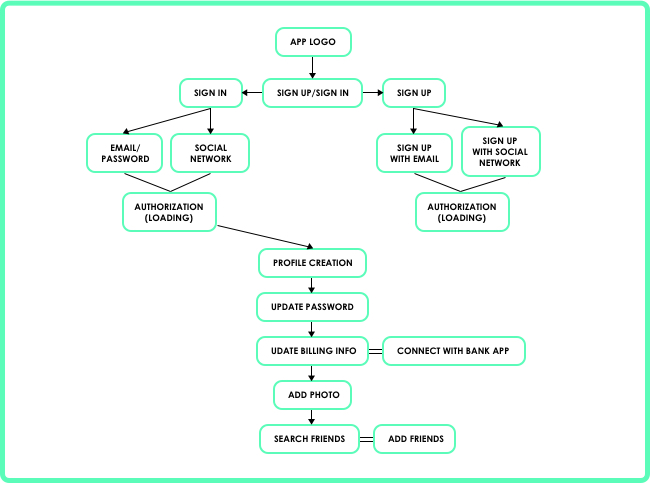 APP LOGO
SIGN IN
SIGN UP/SIGN IN
SIGN UP
EMAIL/
PASSWORD
SOCIAL
NETWORK
SIGN UP
WITH EMAIL
SIGN UP
WITH SOCIAL
NETWORK
AUTHORIZATION
(LOADING)
AUTHORIZATION
(LOADING)
PROFILE CREATION
UPDATE PASSWORD
UDATE BILLING INFO
CONNECT WITH BANK APP
ADD PHOTO
SEARCH FRIENDS
ADD FRIENDS